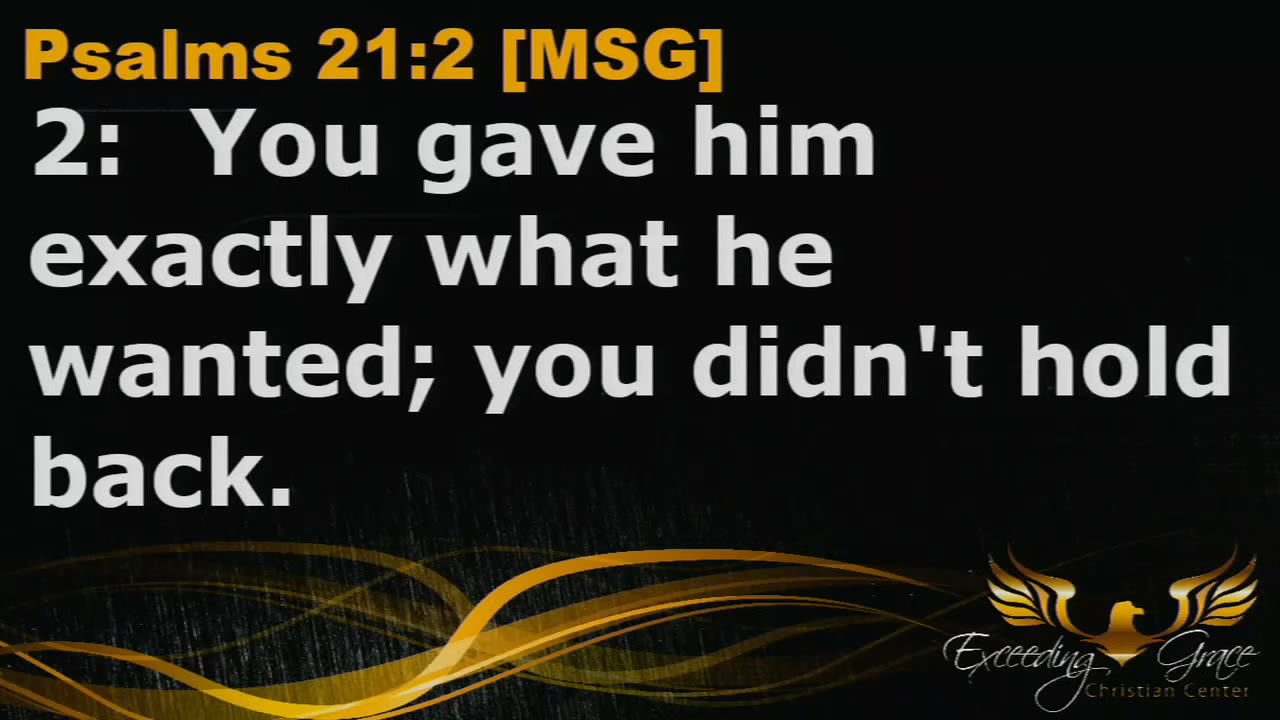 Psalms 21:2 [MSG]
2: You gave him
exactly what he
wanted; you didn't hold
back.
Exceeding Grace
Christian Center